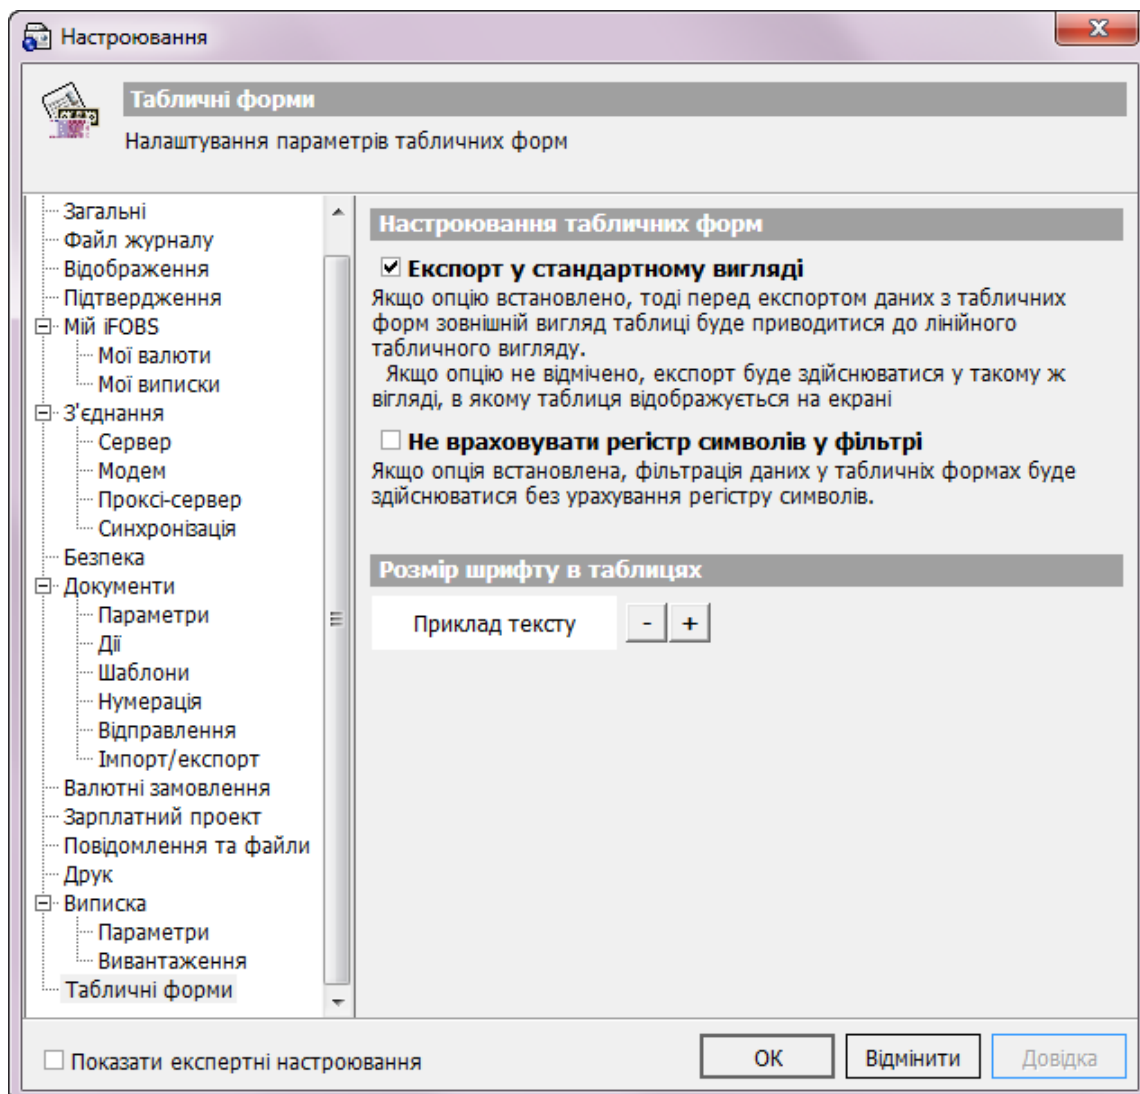 Настроювання
x
Табличні форми
Налаштування параметрів табличних форм
Загальні
Файл журналу
Відображення
Підтвердження
Мій iFOBS
Мої валюти
Мої виписки
З'єднання
Сервер
Модем
Проксі-сервер
Синхронізація
Безпека
Документи
Параметри
Дії
Шаблони
Нумерація
Відправлення
Імпорт/експорт
Валютні замовлення
Зарплатний проект
Повідомлення та файли
Друк
Виписка
Параметри
Вивантаження
Табличні форми
Настроювання табличних форм
Експорт у стандартному вигляді
Якщо опцію встановлено, тоді перед експортом даних з табличних
форм зовнішній вигляд таблиці буде приводитися до лінійного
табличного вигляду.
Якщо опцію не відмічено, експорт буде здійснюватися у такому ж
вігляді, в якому таблиця відображується на екрані
Не враховувати регістр символів у фільтрі
Якщо опція встановлена, фільтрація даних у табличніх формах буде
здійснюватися без урахування регістру символів.
Розмір шрифту в таблицях
Приклад тексту - +
Показати експертні настроювання
ОК Відмінити Довідка